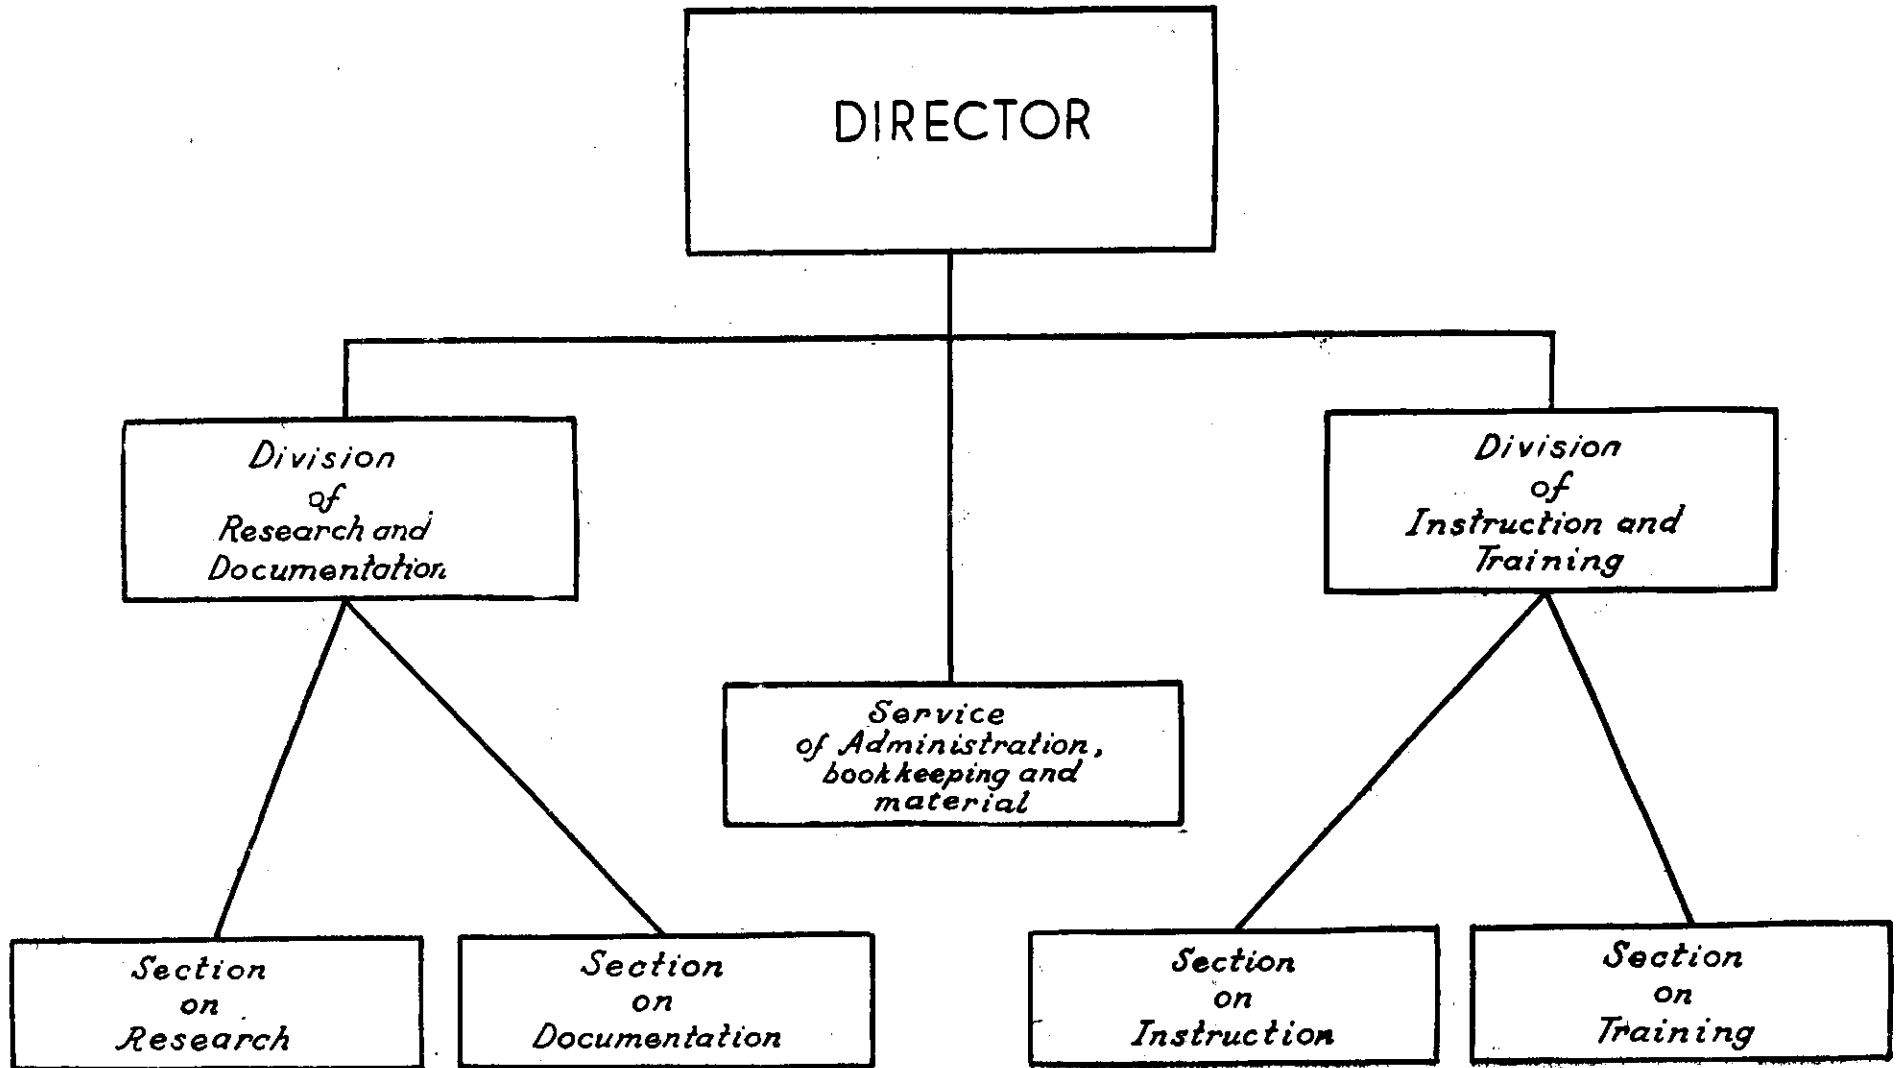 DIRECTOR
Division
of
Research and
Documentation
Division
of
Instruction and
Training
Service
of Administration,
bookkeeping and
material
Section
on
Research
Section
on
Documentation
Section
on
Instruction
Section
on
Training